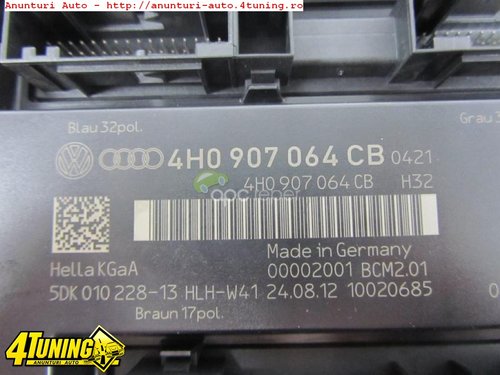 Anunturi Auto - http://anunturi-auto.4tuning.ro
Blau 32pol.
Grau 3
4H0 907 064 CB 0421
4H0 907 064 CB H32
Made in Germany
Hella KGaA 00002001 BCM2.01
5DK 010 228-13 HLH-W41 24.08.12 10020685
Braun 17pol.
4TUNING
ANUNTURI AUTO